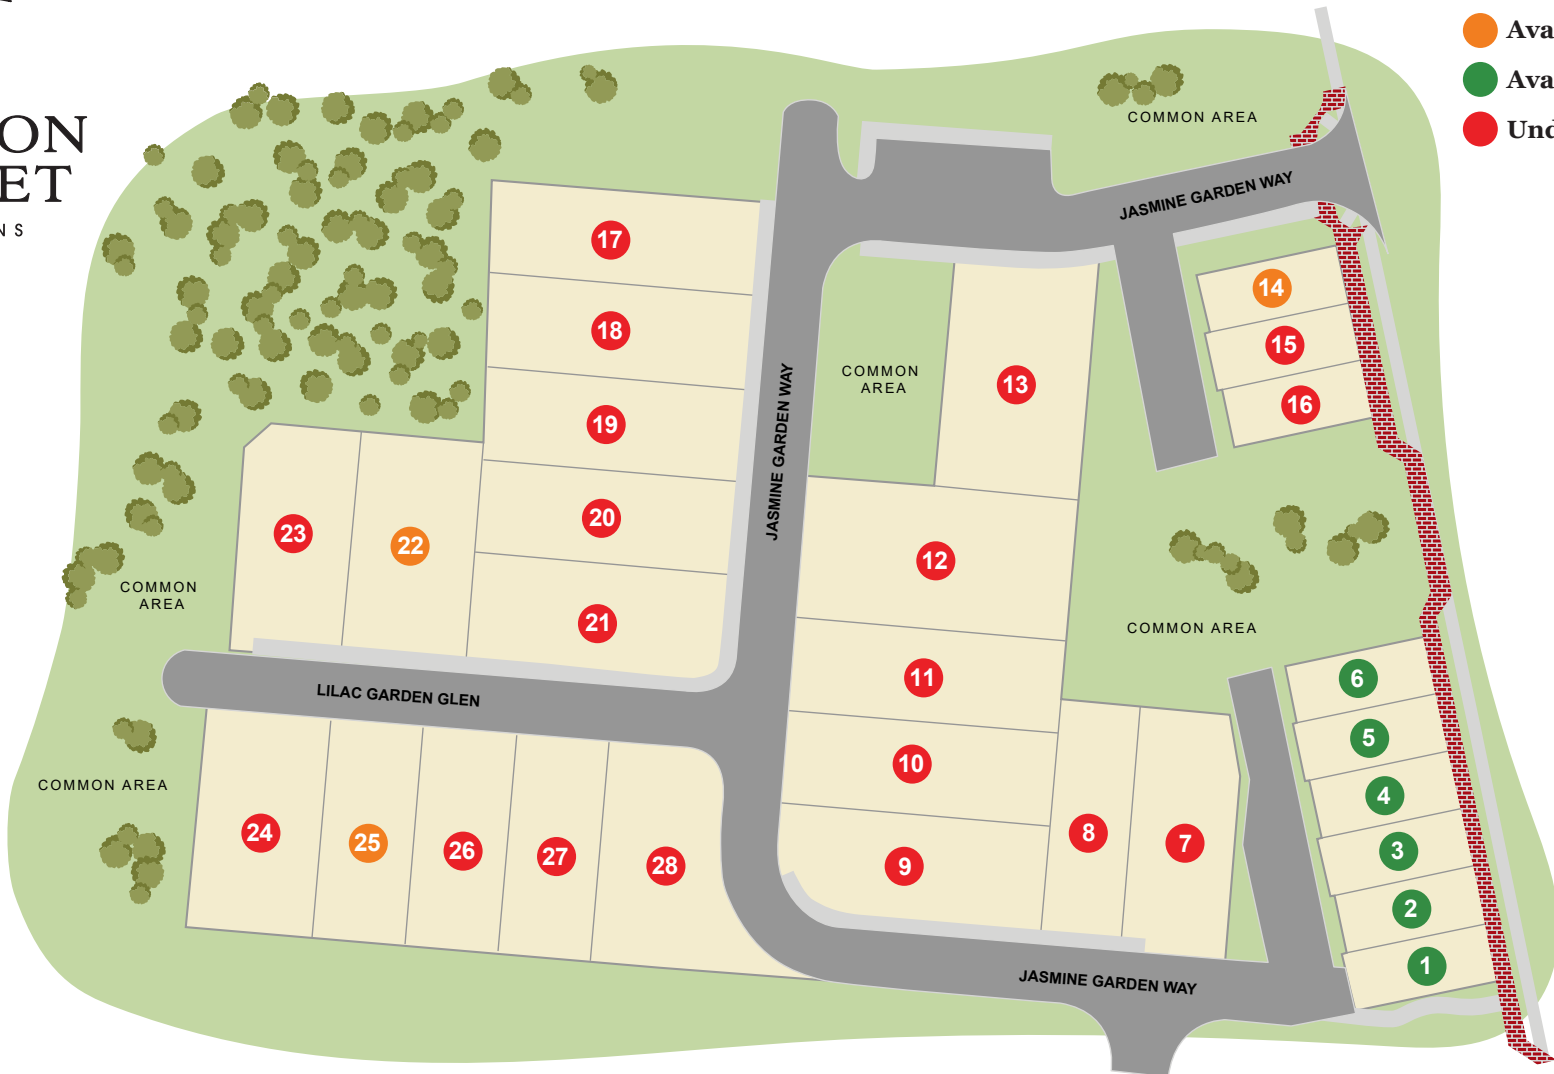 ON
ET
N S
Ava
Ava
Und
COMMON AREA
JASMINE GARDEN WAY
17
14
18
15
COMMON
AREA
13
16
19
JASMINE GARDEN WAY
20
23
22
12
COMMON
AREA
21
COMMON AREA
11
6
LILAC GARDEN GLEN
5
10
COMMON AREA
4
24
25
26
27
28
9
8
7
3
2
1
JASMINE GARDEN WAY